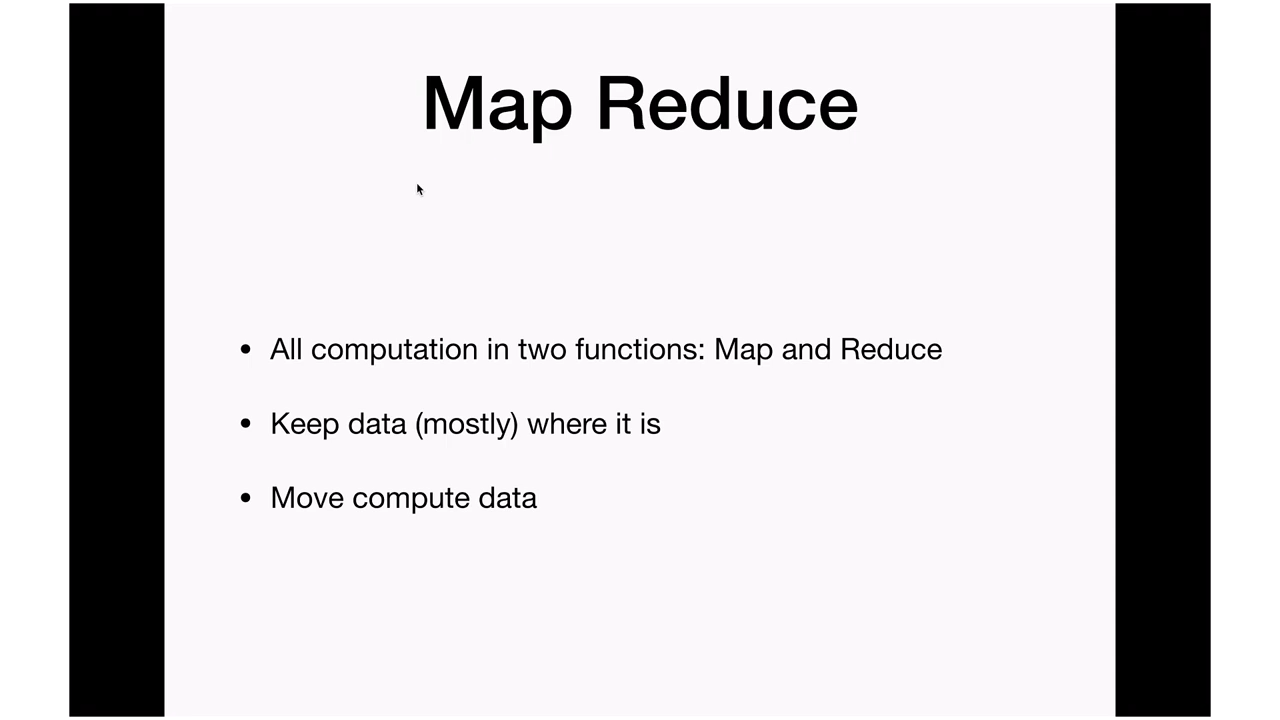 Map Reduce
• All computation in two functions: Map and Reduce
• Keep data (mostly) where it is
• Move compute data